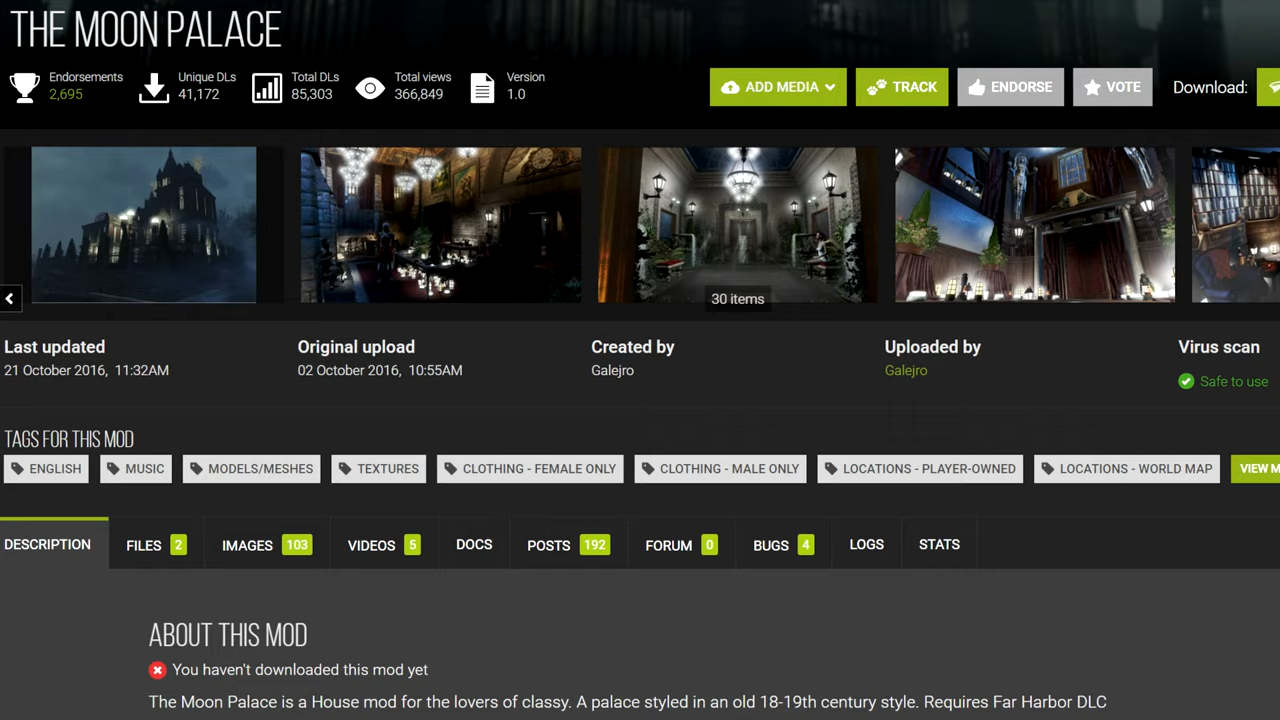 THE MOON PALACE
Endorsements
2,695
Unique DLs
41,172
Total DLs
85,303
Total views
366,849
Version
1.0
ADD MEDIA
TRACK
ENDORSE
VOTE
Download:
30 items
Last updated
21 October 2016, 11:32AM
Original upload
02 October 2016, 10:55AM
Created by
Galejro
Uploaded by
Galejro
Virus scan
Safe to use
TAGS FOR THIS MOD
ENGLISH
MUSIC
MODELS/MESHES
TEXTURES
CLOTHING - FEMALE ONLY
CLOTHING - MALE ONLY
LOCATIONS - PLAYER-OWNED
LOCATIONS - WORLD MAP
VIEW M
DESCRIPTION
FILES 2
IMAGES 103
VIDEOS 5
DOCS
POSTS 192
FORUM 0
BUGS 4
LOGS
STATS
ABOUT THIS MOD
You haven't downloaded this mod yet
The Moon Palace is a House mod for the lovers of classy. A palace styled in an old 18-19th century style. Requires Far Harbor DLC